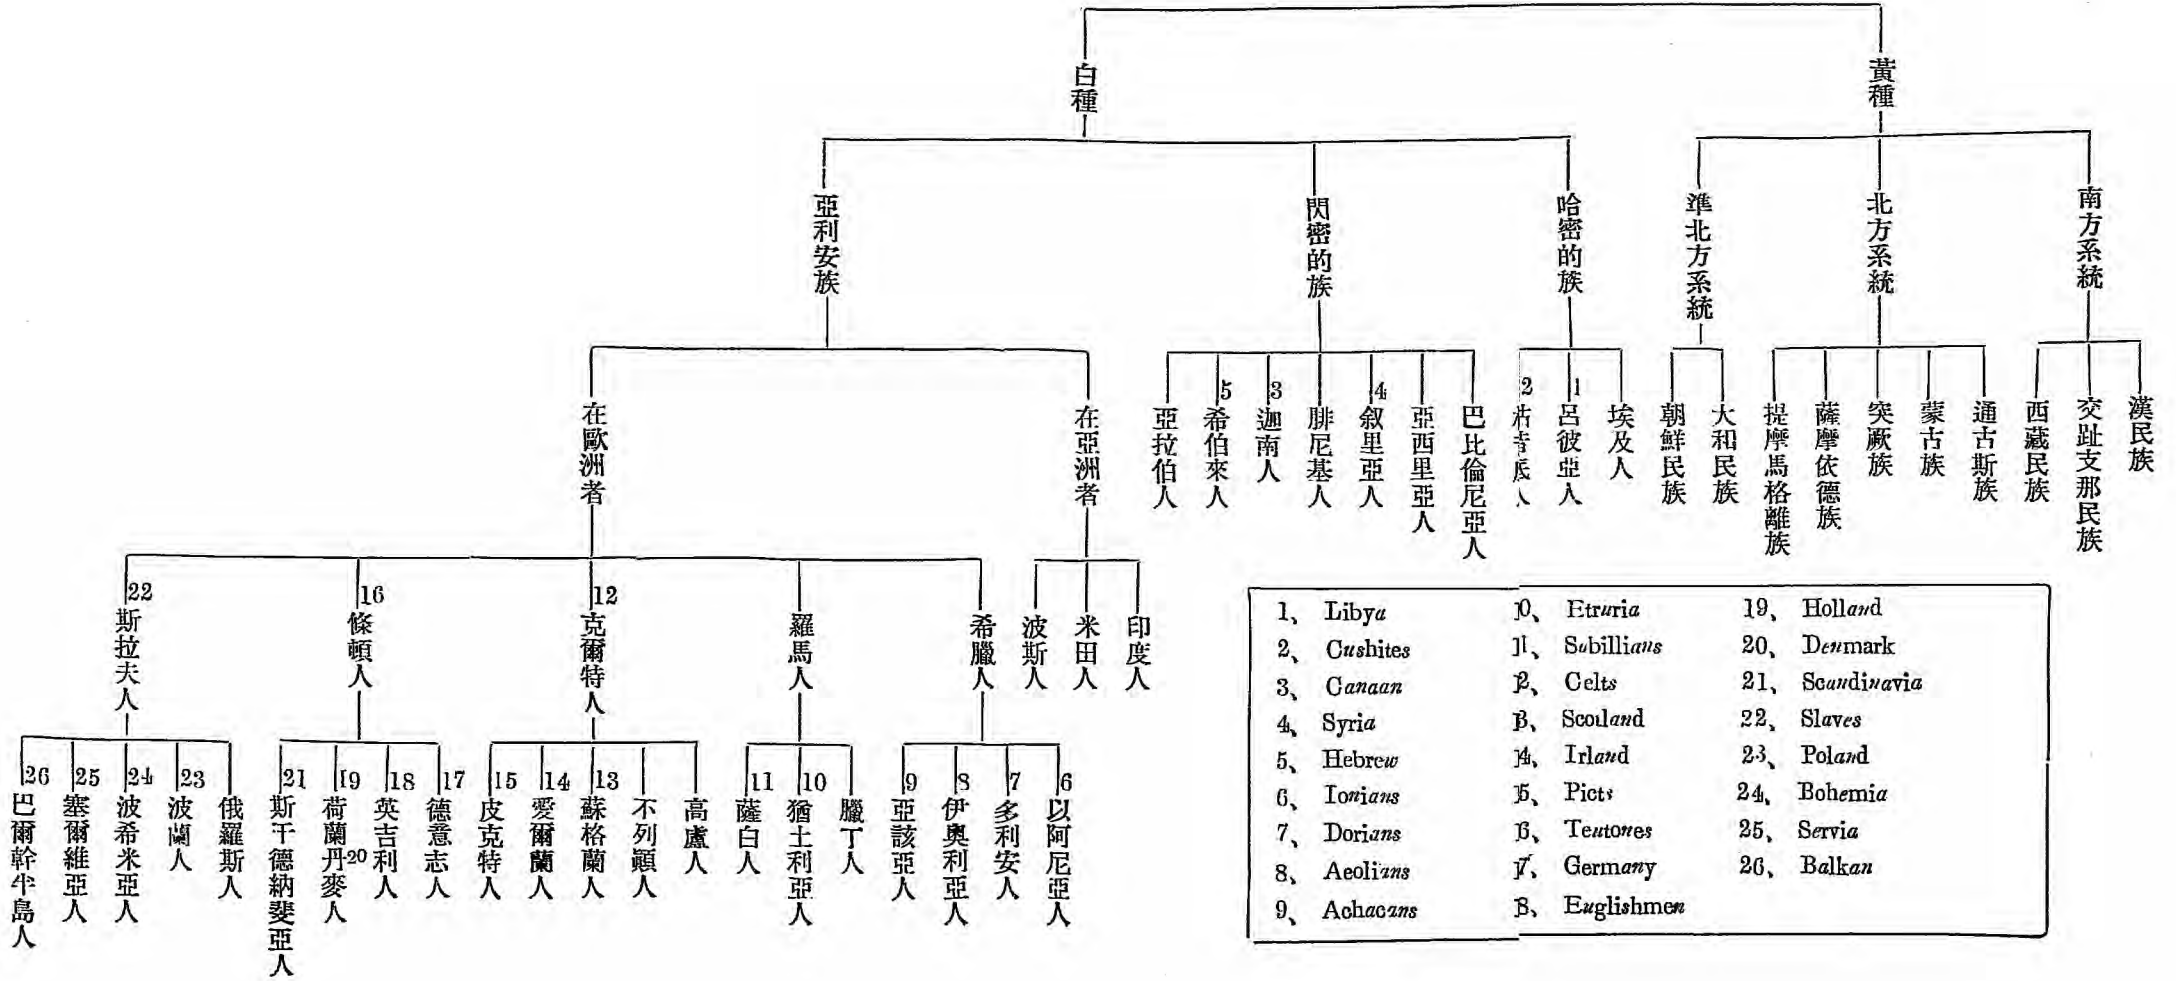 黃種
白種
南方系統
北方系統
準北方系統
哈密的族
閃密的族
亞利安族
漢民族
交趾支那民族
西藏民族
通古斯族
蒙古族
突厥族
薩摩依德族
提摩馬格離族
大和民族
朝鮮民族
埃及人
1 呂彼亞人
2 人
巴比倫尼亞人
亞西里亞人
4 叙里亞人
腓尼基人
3 迦南人
5 希伯來人
亞拉伯人
在亞洲者
在歐洲者
印度人
米田人
波斯人
希臘人
羅馬人
12 克爾特人
16 條頓人
22 斯拉夫人
6 以阿尼亞人
7 多利安人
8 伊奧利亞人
9 亞該亞人
臘丁人
10 猶土利亞人
11 薩白人
高盧人
不列顛人
13 蘇格蘭人
14 愛爾蘭人
15 皮克特人
17 德意志人
18 英吉利人
19 荷蘭 20 丹麥人
21 斯干德納斐亞人
俄羅斯人
23 波蘭人
24 波希米亞人
25 塞爾維亞人
26 巴爾幹半島人
1、 Libya
2、 Cushites
3、 Canaan
4、 Syria
5、 Hebrew
6、 Ionians
7、 Dorians
8、 Aeolians
9、 Achaeans
10、 Etruria
11、 Sabillians
12、 Celts
13、 Scotland
14、 Irland
15、 Picts
16、 Teutones
17、 Germany
18、 Euglishmen
19、 Holland
20、 Denmark
21、 Scandinavia
22、 Slaves
23、 Poland
24、 Bohemia
25、 Servia
26、 Balkan